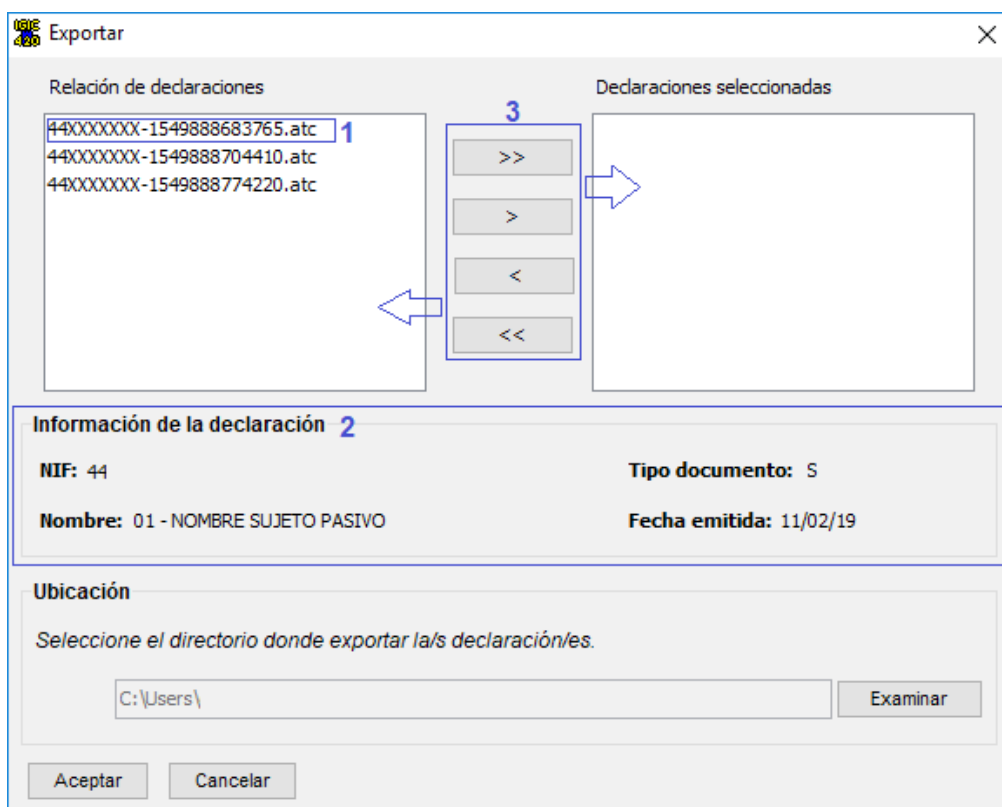 IGIC
420
Exportar
Relación de declaraciones
Declaraciones seleccionadas
44XXXXXXX-1549888683765.atc
1
44XXXXXXX-1549888704410.atc
44XXXXXXX-1549888774220.atc
3
>>
>
<
<<
Información de la declaración 2
NIF: 44
Tipo documento: S
Nombre: 01 - NOMBRE SUJETO PASIVO
Fecha emitida: 11/02/19
Ubicación
Seleccione el directorio donde exportar la/s declaración/es.
C:\Users\
Examinar
Aceptar
Cancelar